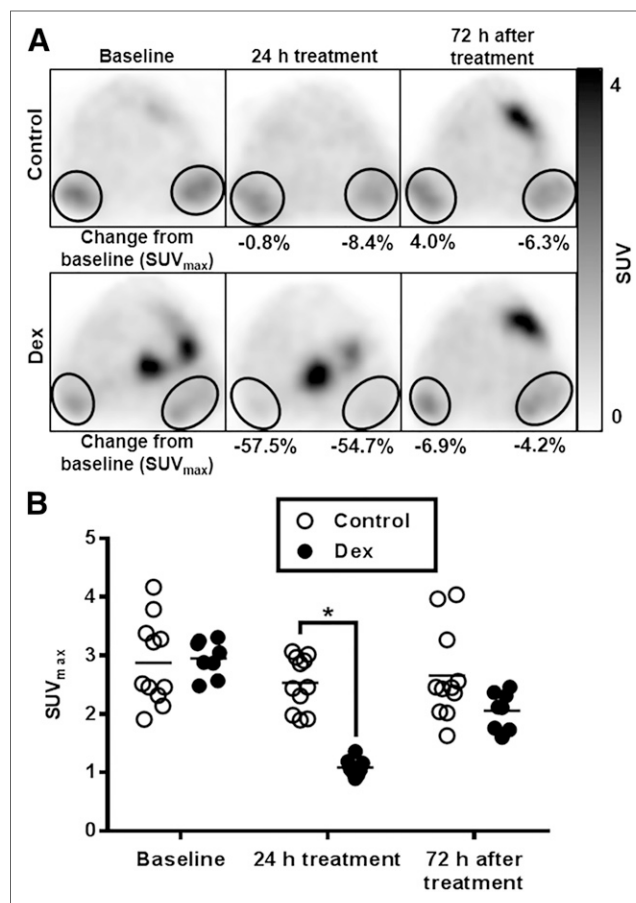 A
Baseline
24 h treatment
72 h after
treatment
4
Control
Change from
baseline (SUVmax)
-0.8%
-8.4%
4.0%
-6.3%
SUV
Dex
0
Change from
baseline (SUVmax)
-57.5%
-54.7%
-6.9%
-4.2%
B
Control
Dex
5
4
3
2
1
0
SUVmax
*
Baseline
24 h treatment
72 h after
treatment